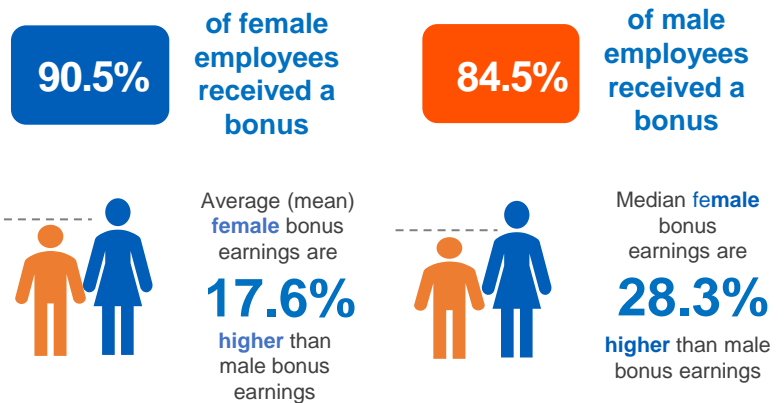 90.5%
of female
employees
received a
bonus
84.5%
of male
employees
received a
bonus
Average (mean)
female bonus
earnings are
17.6%
higher than
male bonus
earnings
Median female
bonus
earnings are
28.3%
higher than male
bonus earnings